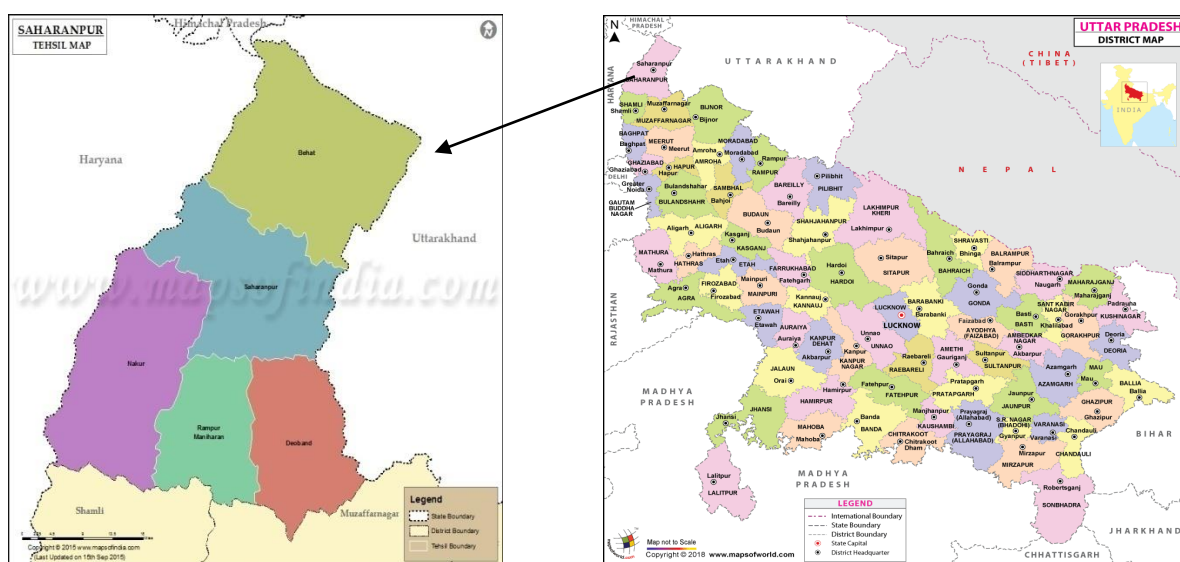 SAHARANPUR
TEHSIL MAP
Himachal Pradesh
N
Haryana
Behat
Uttarakhand
www.mapsofindia.com
Saharanpur
Nakur
Rampur
Maniharan
Deoband
Shamli
Muzaffarnagar
Legend
State Boundary
District Boundary
Tehsil Boundary
Copyright © 2015 www.mapsofindia.com
(Last Updated on 15th Sep 2015)
N
HIMACHAL
PRADESH
UTTAR PRADESH
DISTRICT MAP
CHINA
(TIBET)
INDIA
UTTARAKHAND
HARYANA
Saharanpur
SAHARANPUR
SHAMLI
Shamli
Muzaffarnagar
MUZAFFARNAGAR
BIJNOR
Bijnor
BAGHPAT
Baghpat
MEERUT
Meerut
Amroha
AMROHA
MORADABAD
Moradabad
Rampur
RAMPUR
GHAZIABAD
Ghaziabad
HAPUR
Hapur
DELHI
Greater
Noida
GAUTAM
BUDDHA
NAGAR
Bulandshahar
BULANDSHAHR
SAMBHAL
Bahjoi
BAREILLY
Bareilly
Pilibhit
PILIBHIT
NEPAL
BUDAUN
Budaun
SHAHJAHANPUR
Shahjahanpur
LAKHIMPUR
KHERI
Lakhimpur
Aligarh
ALIGARH
Kasganj
KASGANJ
MATHURA
Mathura
Hathras
HATHRAS
Etah
ETAH
FARRUKHABAD
Fatehgarh
Hardoi
HARDOI
Sitapur
SITAPUR
Bahraich
BAHRAICH
SHRAVASTI
Bhinga
BALRAMPUR
Balrampur
SIDDHARTHNAGAR
Naugarh
MAHARAJGANJ
Maharajganj
Padrauna
KUSHINAGAR
Agra
AGRA
FIROZABAD
Firozabad
Mainpuri
MAINPURI
Kannauj
KANNAUJ
RAJASTHAN
ETAWAH
Etawah
AURAIYA
Auraiya
KANPUR
DEHAT
Akbarpur
Kanpur
KANPUR
NAGAR
Unnao
UNNAO
LUCKNOW
LUCKNOW
BARABANKI
Barabanki
Gonda
GONDA
Faizabad
AYODHYA
(FAIZABAD)
Basti
BASTI
SANT KABIR
NAGAR
Khalilabad
Gorakhpur
GORAKHPUR
Deoria
DEORIA
AMBEDKAR
NAGAR
Akbarpur
AMETHI
Gauriganj
Sultanpur
SULTANPUR
Raebareli
RAEBARELI
Azamgarh
AZAMGARH
MAU
Mau
BALLIA
Ballia
JALAUN
Orai
Hamirpur
HAMIRPUR
Fatehpur
FATEHPUR
Pratapgarh
PRATAPGARH
Jaunpur
JAUNPUR
GHAZIPUR
Ghazipur
MADHYA
PRADESH
Jhansi
JHANSI
MAHOBA
Mahoba
Banda
BANDA
CHITRAKOOT
Chitrakoot
Dham
Manjhanpur
KAUSHAMBI
Prayagraj
(Allahabad)
PRAYAGRAJ
(ALLAHABAD)
S.R. NAGAR
(BHADOHI)
Gyanpur
VARANASI
Varanasi
Chandauli
CHANDAULI
Mirzapur
MIRZAPUR
BIHAR
Lalitpur
LALITPUR
MADHYA
PRADESH
Robertsganj
SONBHADRA
JHARKHAND
CHHATTISGARH
LEGEND
International Boundary
State Boundary
District Boundary
State Capital
District Headquarter
Map not to Scale
Copyright © 2018 www.mapsofworld.com